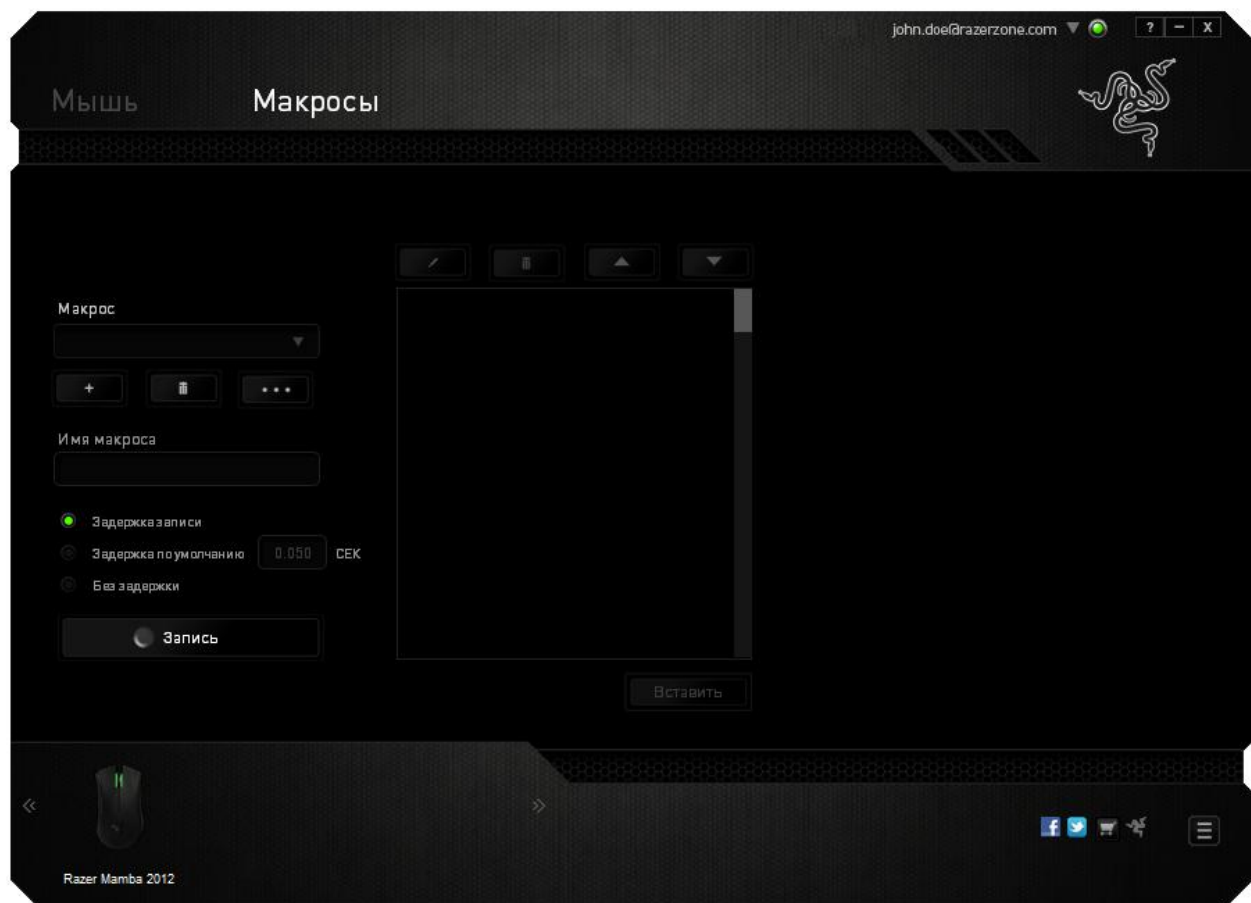 john.doe@razerzone.com
? – X
Мышь Макросы
Макрос
Имя макроса
Задержка записи
Задержка по умолчанию 0.050 СЕК
Без задержки
Запись
Вставить
Razer Mamba 2012